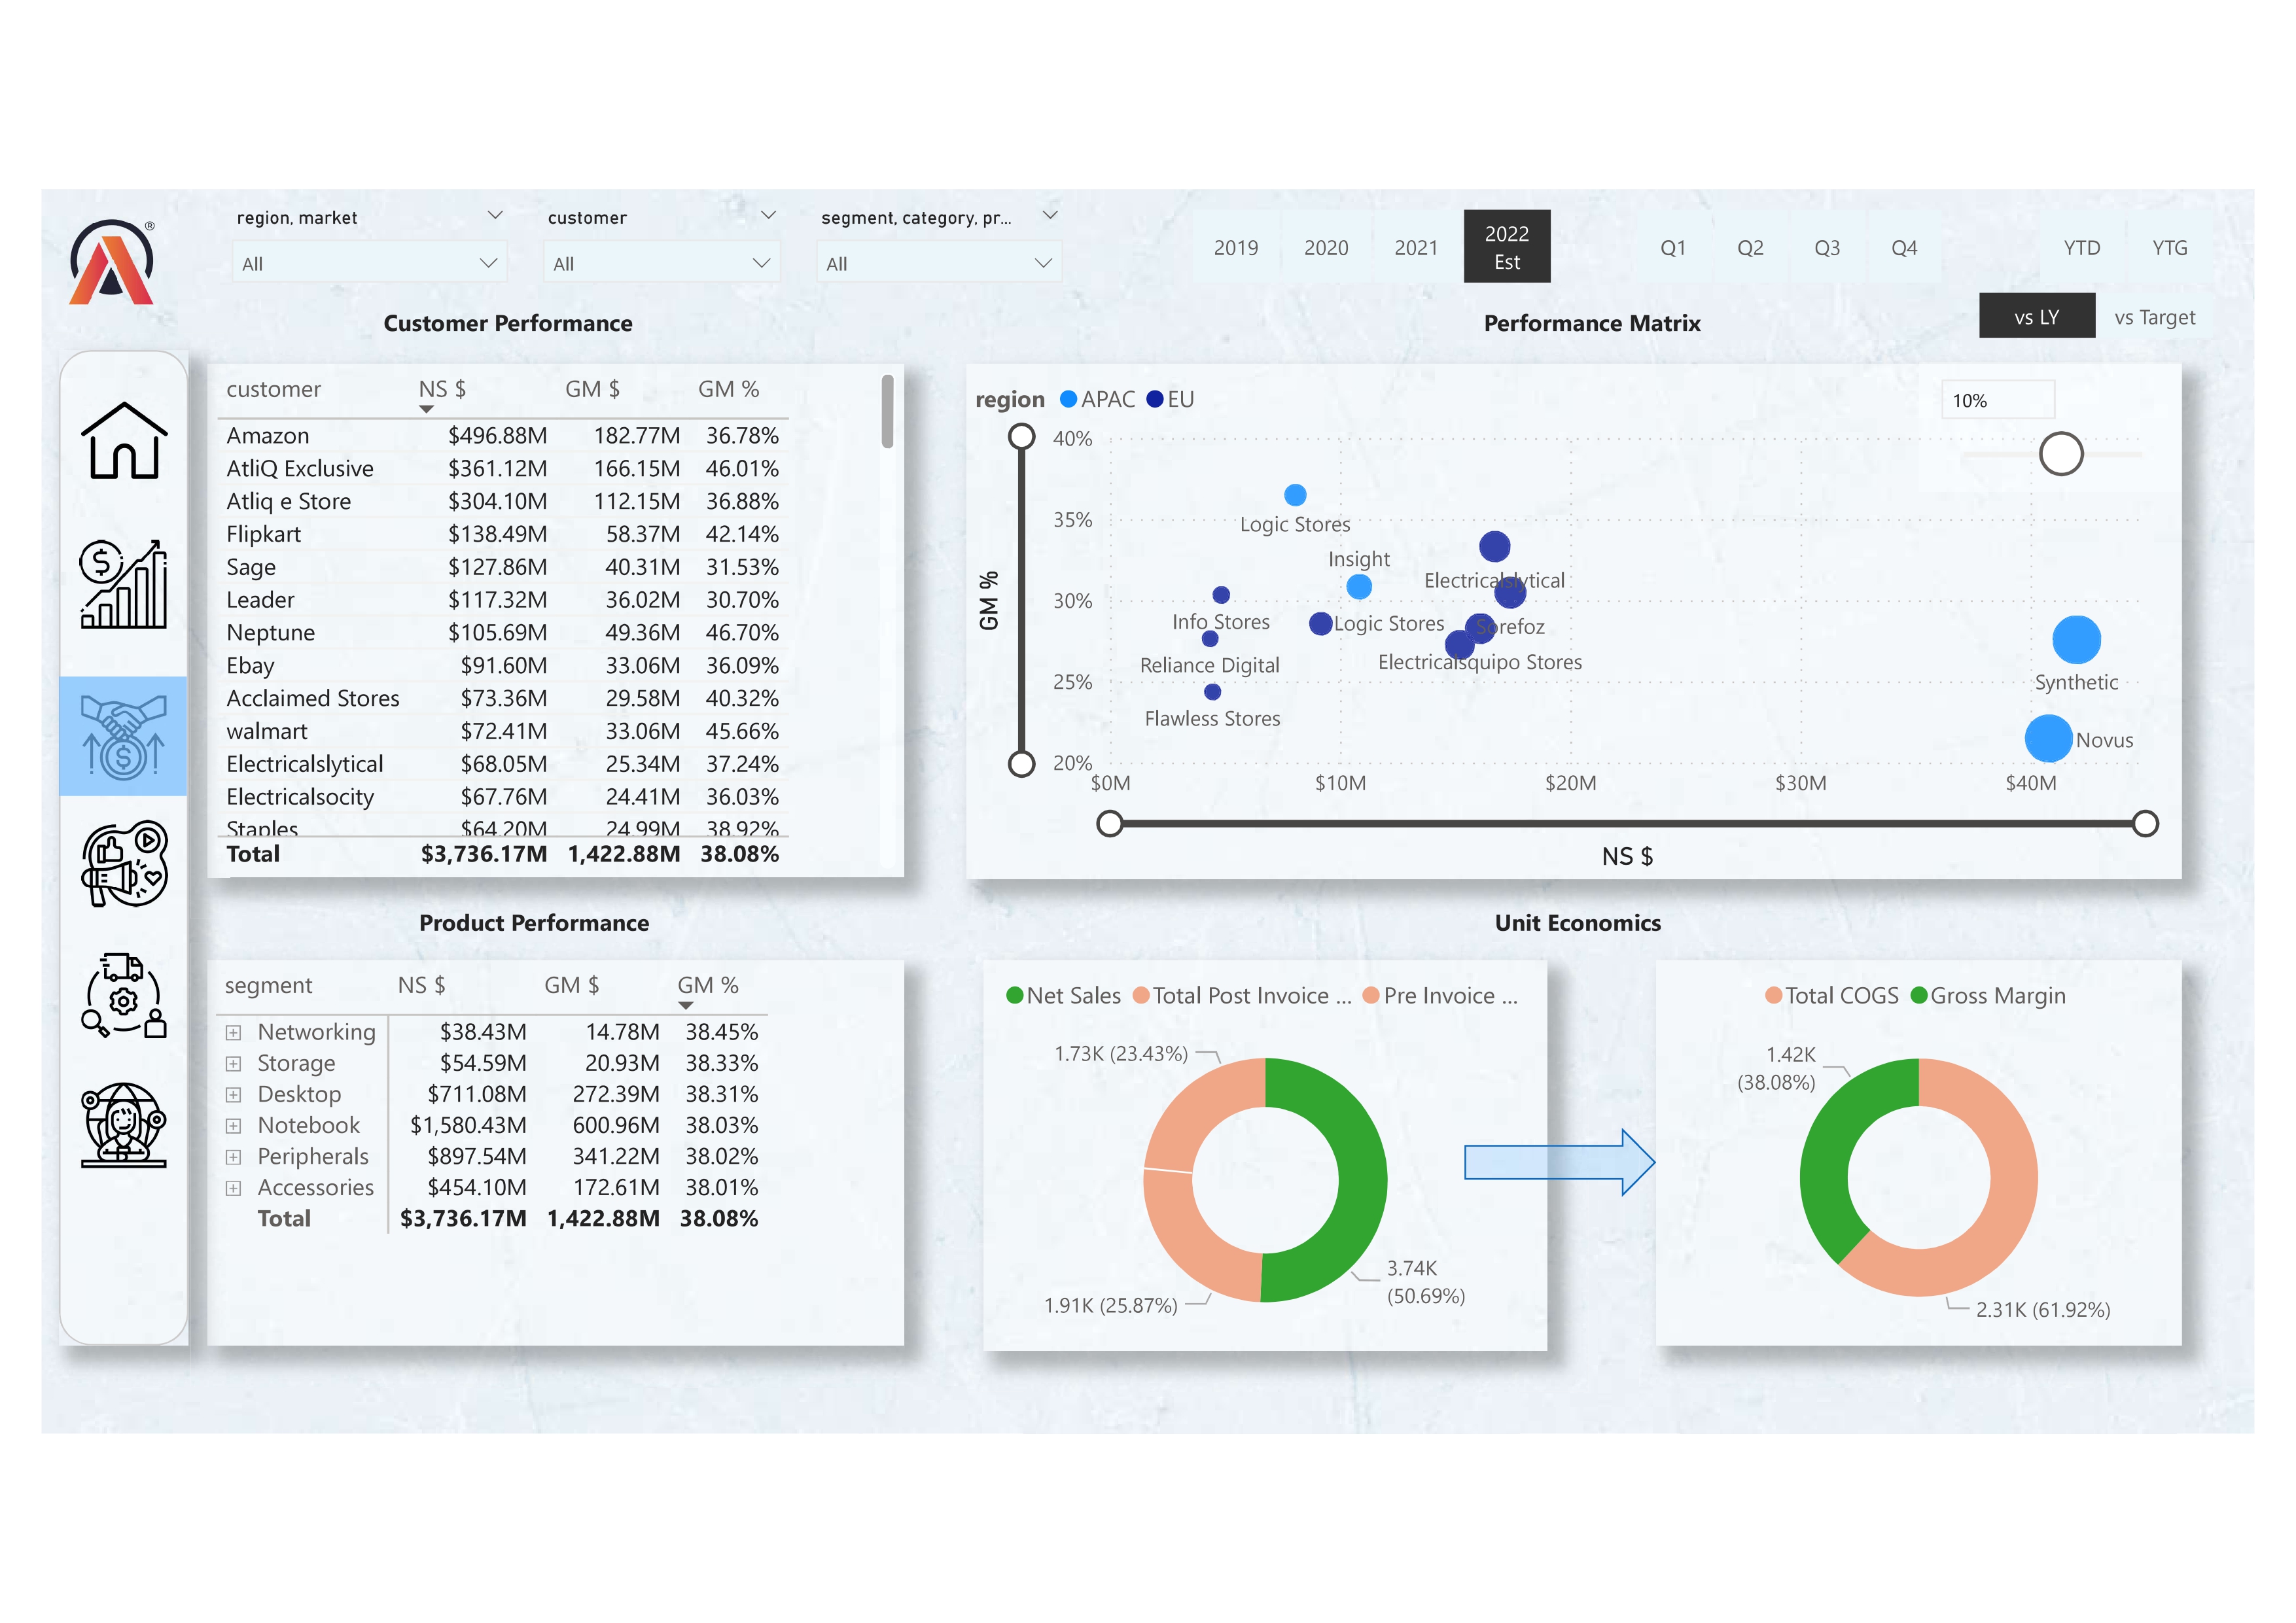 region, market
customer
segment, category, pr...
All
All
All
2019
2020
2021
2022
Est
Q1
Q2
Q3
Q4
YTD
YTG
vs LY
vs Target
®
Customer Performance
customer NS $ GM $ GM %
Amazon $496.88M 182.77M 36.78%
AtliQ Exclusive $361.12M 166.15M 46.01%
Atliq e Store $304.10M 112.15M 36.88%
Flipkart $138.49M 58.37M 42.14%
Sage $127.86M 40.31M 31.53%
Leader $117.32M 36.02M 30.70%
Neptune $105.69M 49.36M 46.70%
Ebay $91.60M 33.06M 36.09%
Acclaimed Stores $73.36M 29.58M 40.32%
walmart $72.41M 33.06M 45.66%
Electricalslytical $68.05M 25.34M 37.24%
Electricalsocity $67.76M 24.41M 36.03%
Staples $64.20M 24.99M 38.92%
Total $3,736.17M 1,422.88M 38.08%
Performance Matrix
region APAC EU
10%
GM %
40%
35%
30%
25%
20%
Logic Stores
Insight
Electricalslytical
Info Stores
Logic Stores
Sorefoz
Reliance Digital
Electricalsquipo Stores
Synthetic
Flawless Stores
Novus
$0M
$10M
$20M
$30M
$40M
NS $
Product Performance
segment NS $ GM $ GM %
Networking $38.43M 14.78M 38.45%
Storage $54.59M 20.93M 38.33%
Desktop $711.08M 272.39M 38.31%
Notebook $1,580.43M 600.96M 38.03%
Peripherals $897.54M 341.22M 38.02%
Accessories $454.10M 172.61M 38.01%
Total $3,736.17M 1,422.88M 38.08%
Unit Economics
Net Sales Total Post Invoice ... Pre Invoice ...
1.73K (23.43%)
3.74K
(50.69%)
1.91K (25.87%)
Total COGS Gross Margin
1.42K
(38.08%)
2.31K (61.92%)